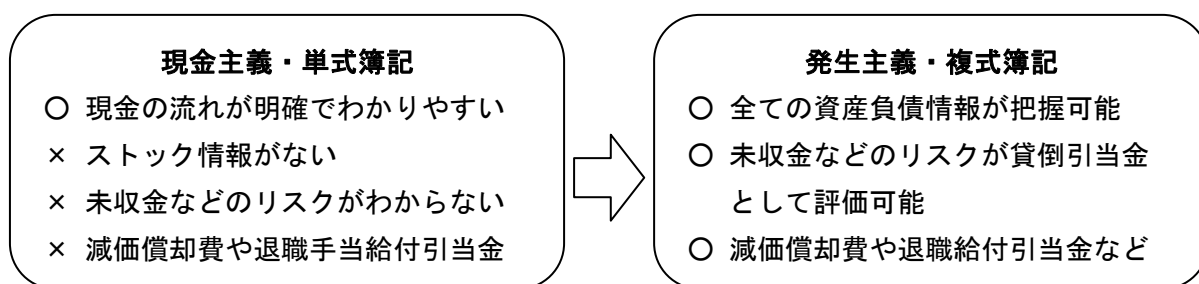 現金主義・単式簿記
〇 現金の流れが明確でわかりやすい
× ストック情報がない
× 未収金などのリスクがわからない
× 減価償却費や退職手当給付引当金
発生主義・複式簿記
〇 全ての資産負債情報が把握可能
〇 未収金などのリスクが貸倒引当金
として評価可能
〇 減価償却費や退職給付引当金など